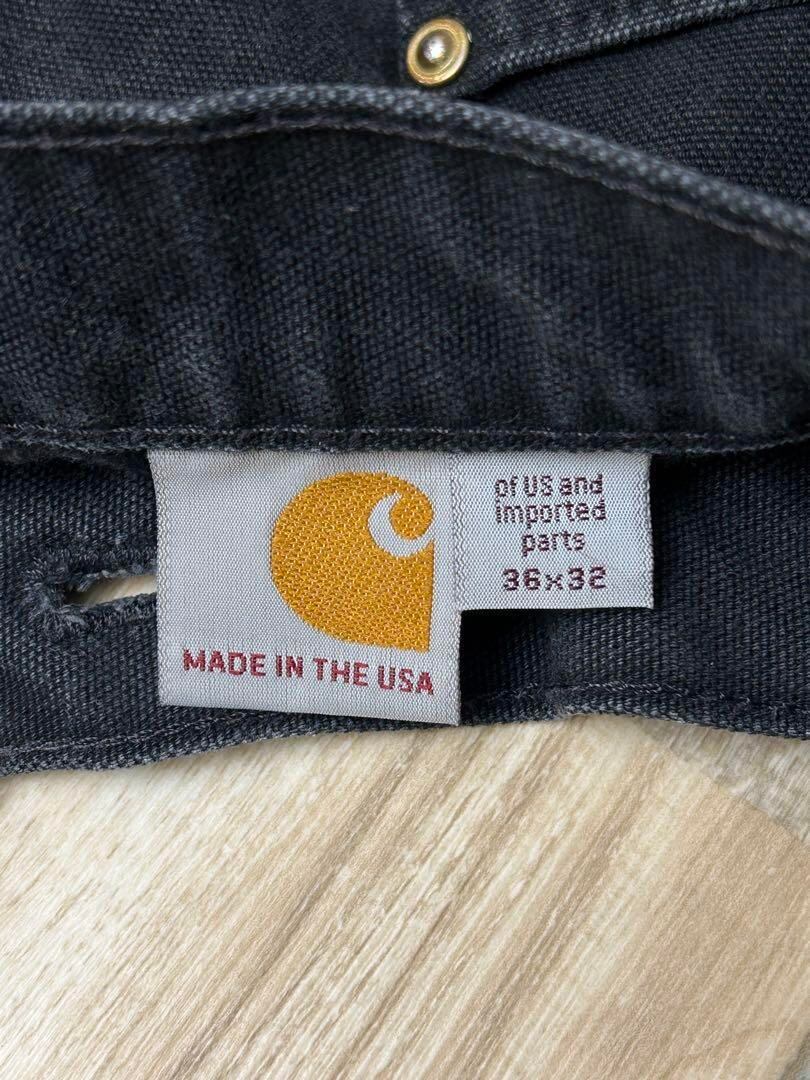 MADE IN THE USA
of US and
imported
parts
36x32